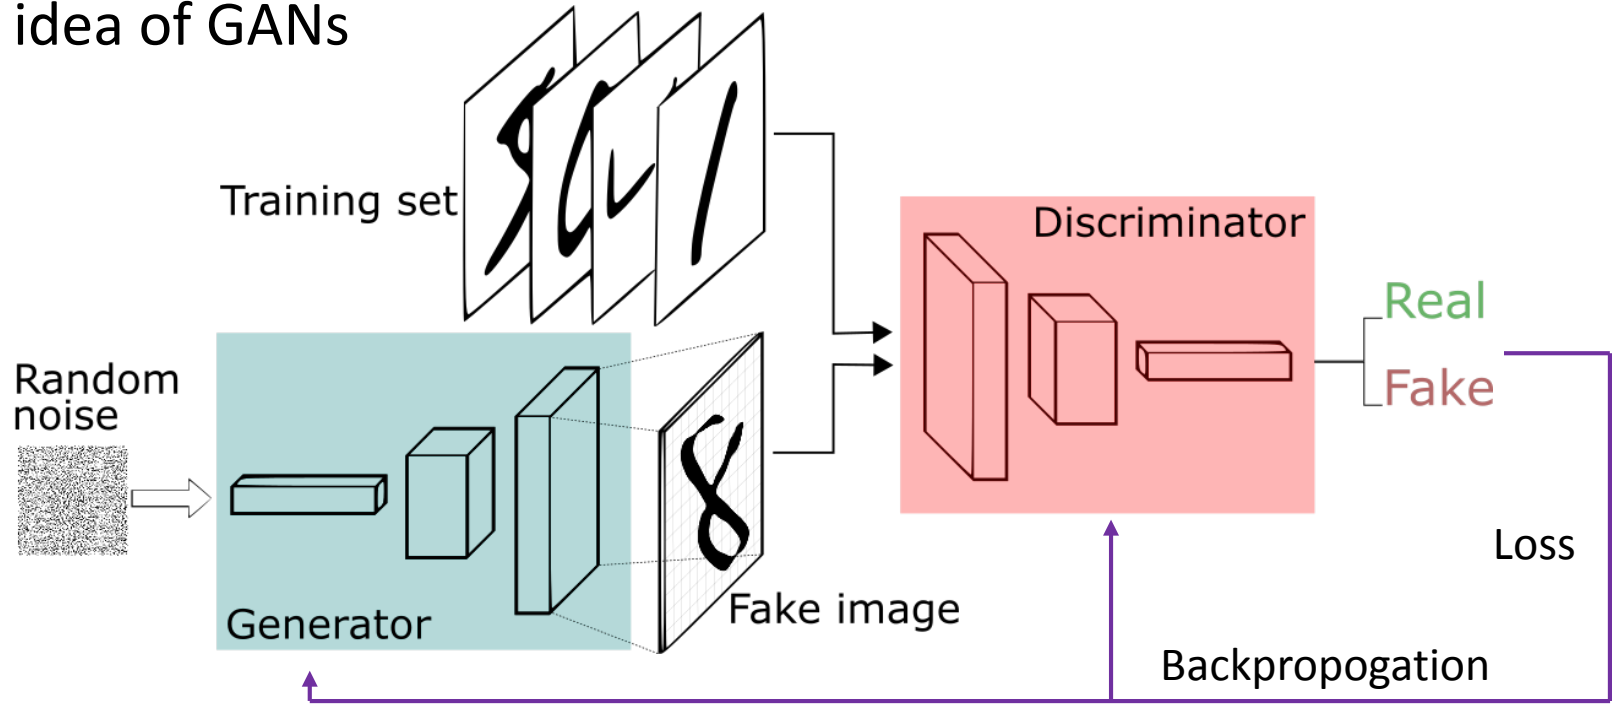 idea of GANs
Training set
Discriminator
Real
Fake
Random
noise
Generator
Fake image
Loss
Backpropogation